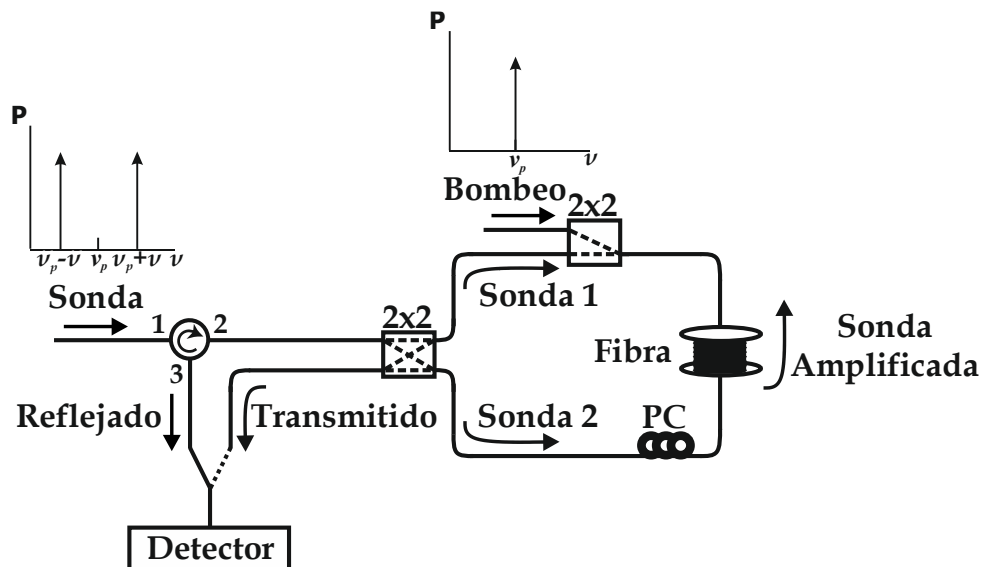 P
ν_p
ν
Bombeo
2x2
P
ν_p-ν
ν_p
ν_p+ν
ν
Sonda
1
2
3
2x2
Sonda 1
Fibra
Sonda
Amplificada
Reflejado
Transmitido
Sonda 2
PC
Detector